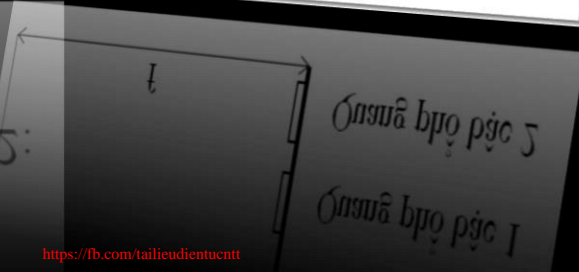 f
Quang phổ bậc 2
Quang phổ bậc 1
https://fb.com/tailieudientucntt